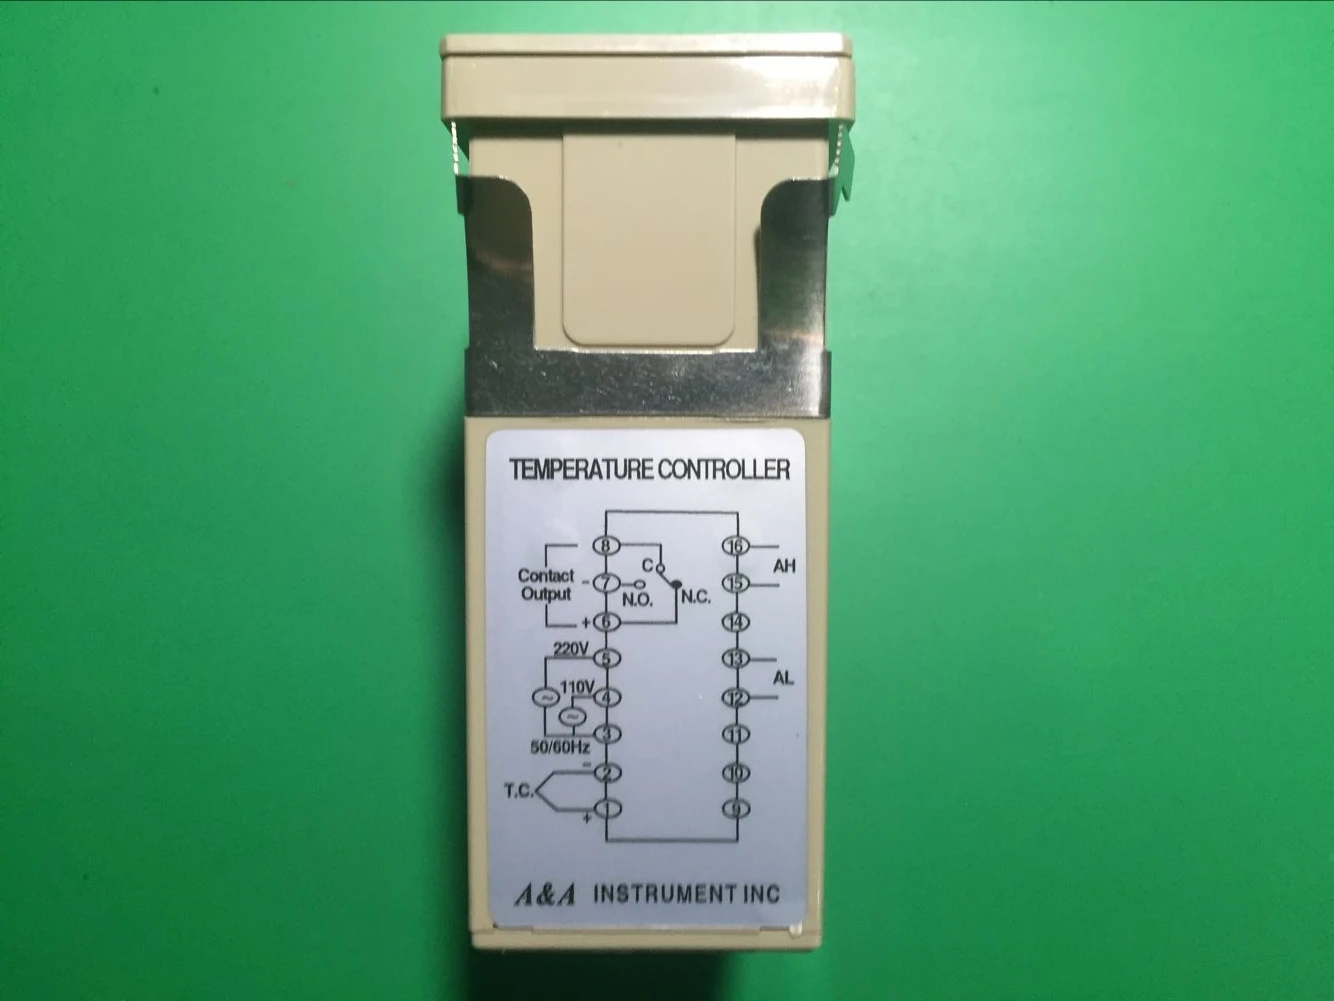 TEMPERATURE CONTROLLER
8 16
C AH
Contact - 7 15
Output N.O. N.C.
+ 6 14
220V 5 13
AL
110V 4 12
~
~
3 11
50/60Hz
- 2 10
T.C.
1 9
+
A&A INSTRUMENT INC